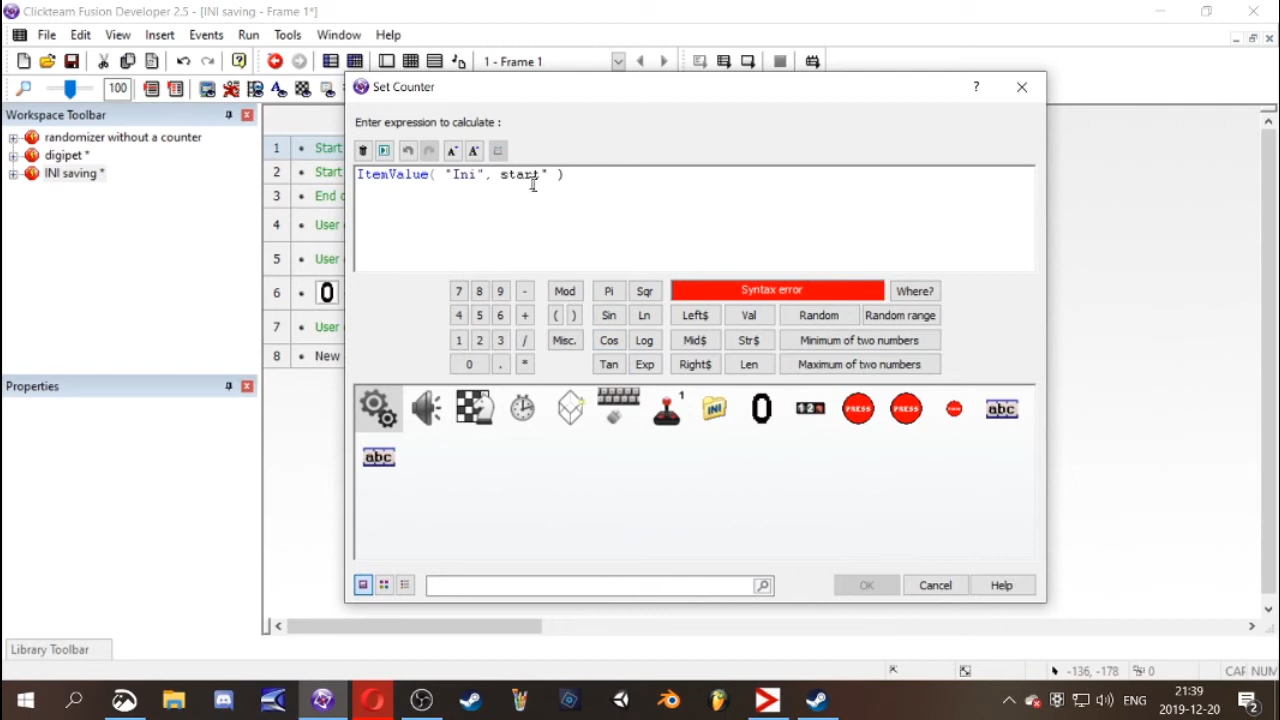 Clickteam Fusion Developer 2.5 - [INI saving - Frame 1*]
File Edit View Insert Events Run Tools Window Help
1 - Frame 1
100
Workspace Toolbar
randomizer without a counter
digipet *
INI saving *
Properties
Library Toolbar
1 • Start
2 • Start
3 • End o
4 • User
5 • User
6 • 0
7 • User
8 • New
Set Counter
?
Enter expression to calculate :
ItemValue( "Ini", start" )
7 8 9 - Mod Pi Sqr Syntax error Where?
4 5 6 + ( ) Sin Ln Left$ Val Random Random range
1 2 3 / Misc. Cos Log Mid$ Str$ Minimum of two numbers
0 . * Tan Exp Right$ Len Maximum of two numbers
1 INI 0 PRESS PRESS abc
abc
OK Cancel Help
-136, -178 0 CAF NUM
ENG
21:39
2019-12-20
2